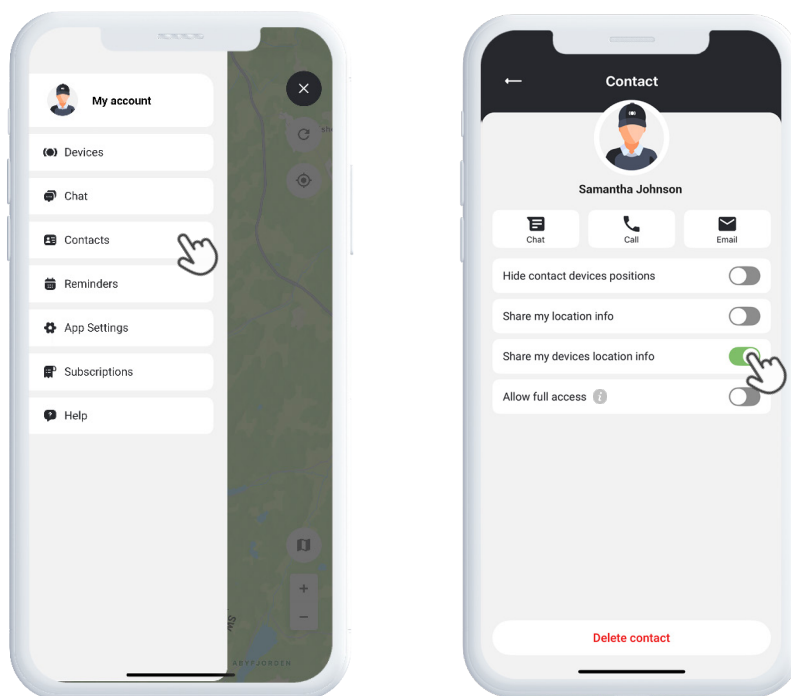 My account
Devices
Chat
Contacts
Reminders
App Settings
Subscriptions
Help
ÅBYFJORDEN
Contact
Samantha Johnson
Chat
Call
Email
Hide contact devices positions
Share my location info
Share my devices location info
Allow full access
Delete contact